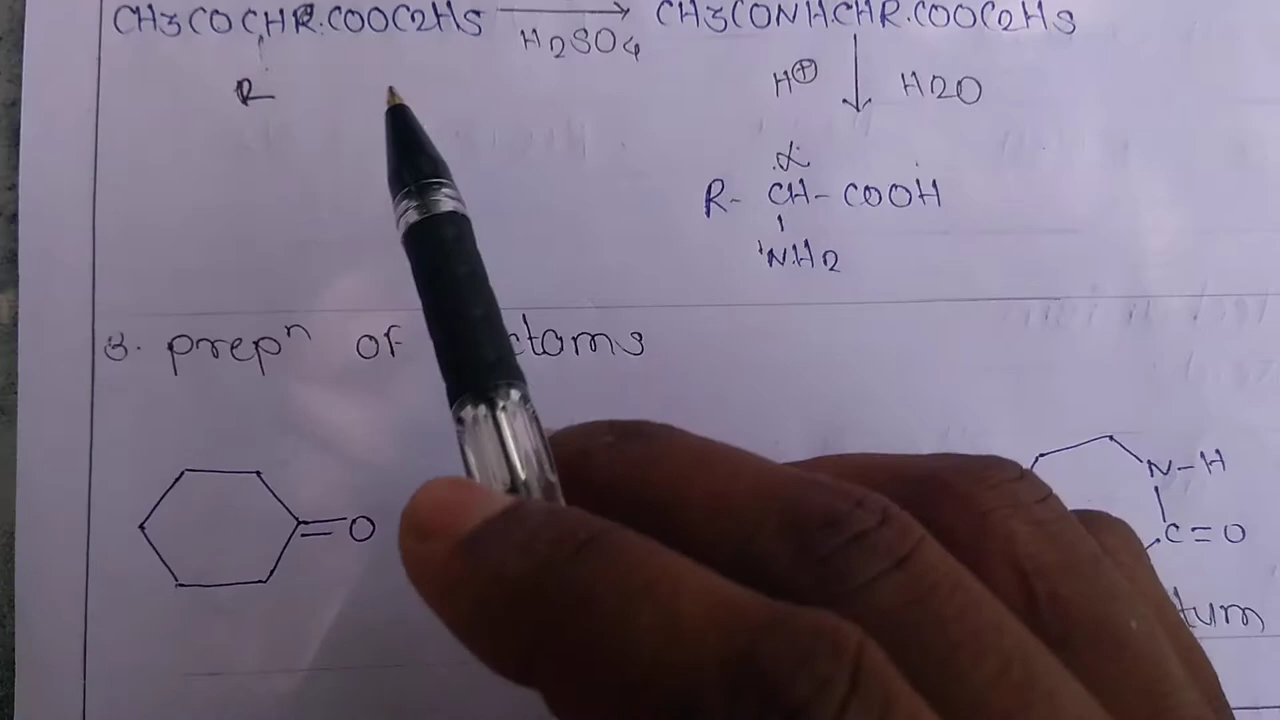 CH3COCHR.COOC2H5 → CH3CONHCHR.COOC2H5
H2SO4
H⊕ ↓ H2O
R
α
R- CH- COOH
NH2
3. prepⁿ of
N-H
=O
C=O